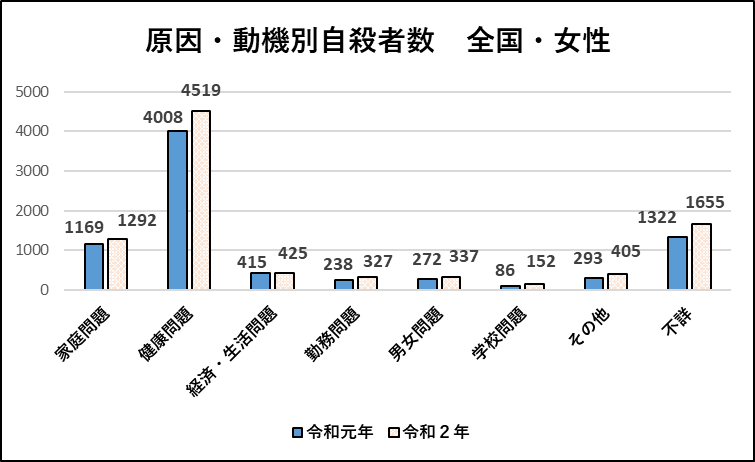 原因・動機別自殺者数　全国・女性
5000
4000
3000
2000
1000
0
1169 1292
4008 4519
415 425
238 327
272 337
86 152
293 405
1322 1655
家庭問題
健康問題
経済・生活問題
勤務問題
男女問題
学校問題
その他
不詳
令和元年 令和２年